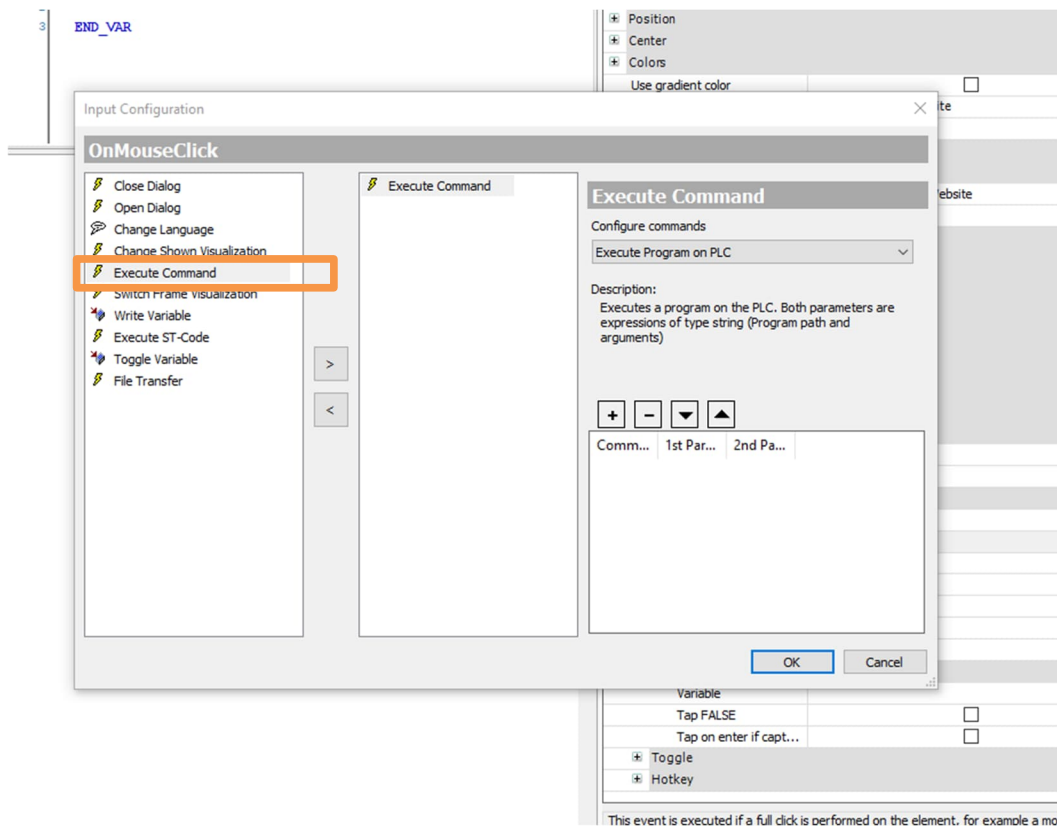 3 END_VAR
Position
Center
Colors
Use gradient color
Input Configuration
ite
OnMouseClick
Close Dialog
Open Dialog
Change Language
Change Shown Visualization
Execute Command
Switch Frame Visualization
Write Variable
Execute ST-Code
Toggle Variable
File Transfer
>
<
Execute Command
Execute Command
ebsite
Configure commands
Execute Program on PLC
Description:
Executes a program on the PLC. Both parameters are
expressions of type string (Program path and
arguments)
+ −
Comm... 1st Par... 2nd Pa...
OK Cancel
Variable
Tap FALSE
Tap on enter if capt...
Toggle
Hotkey
This event is executed if a full click is performed on the element, for example a mo